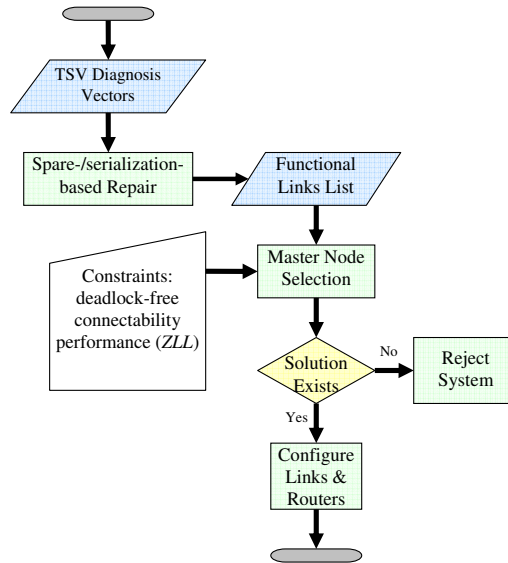 TSV Diagnosis
Vectors
Spare-/serialization-
based Repair
Functional
Links List
Constraints:
deadlock-free
connectability
performance (ZLL)
Master Node
Selection
Solution
Exists
No
Reject
System
Yes
Configure
Links &
Routers